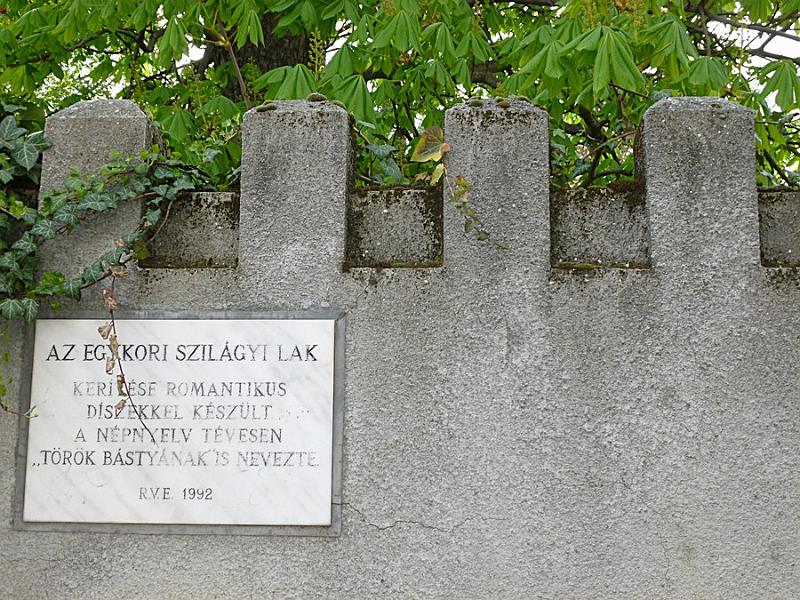 AZ EGYKORI SZILÁGYI LAK
KERÍTÉSE ROMANTIKUS
DÍSZEKKEL KÉSZÜLT
A NÉPNYELV TÉVESEN
„TÖRÖK BÁSTYÁNAK" IS NEVEZTE.
R.V.E. 1992